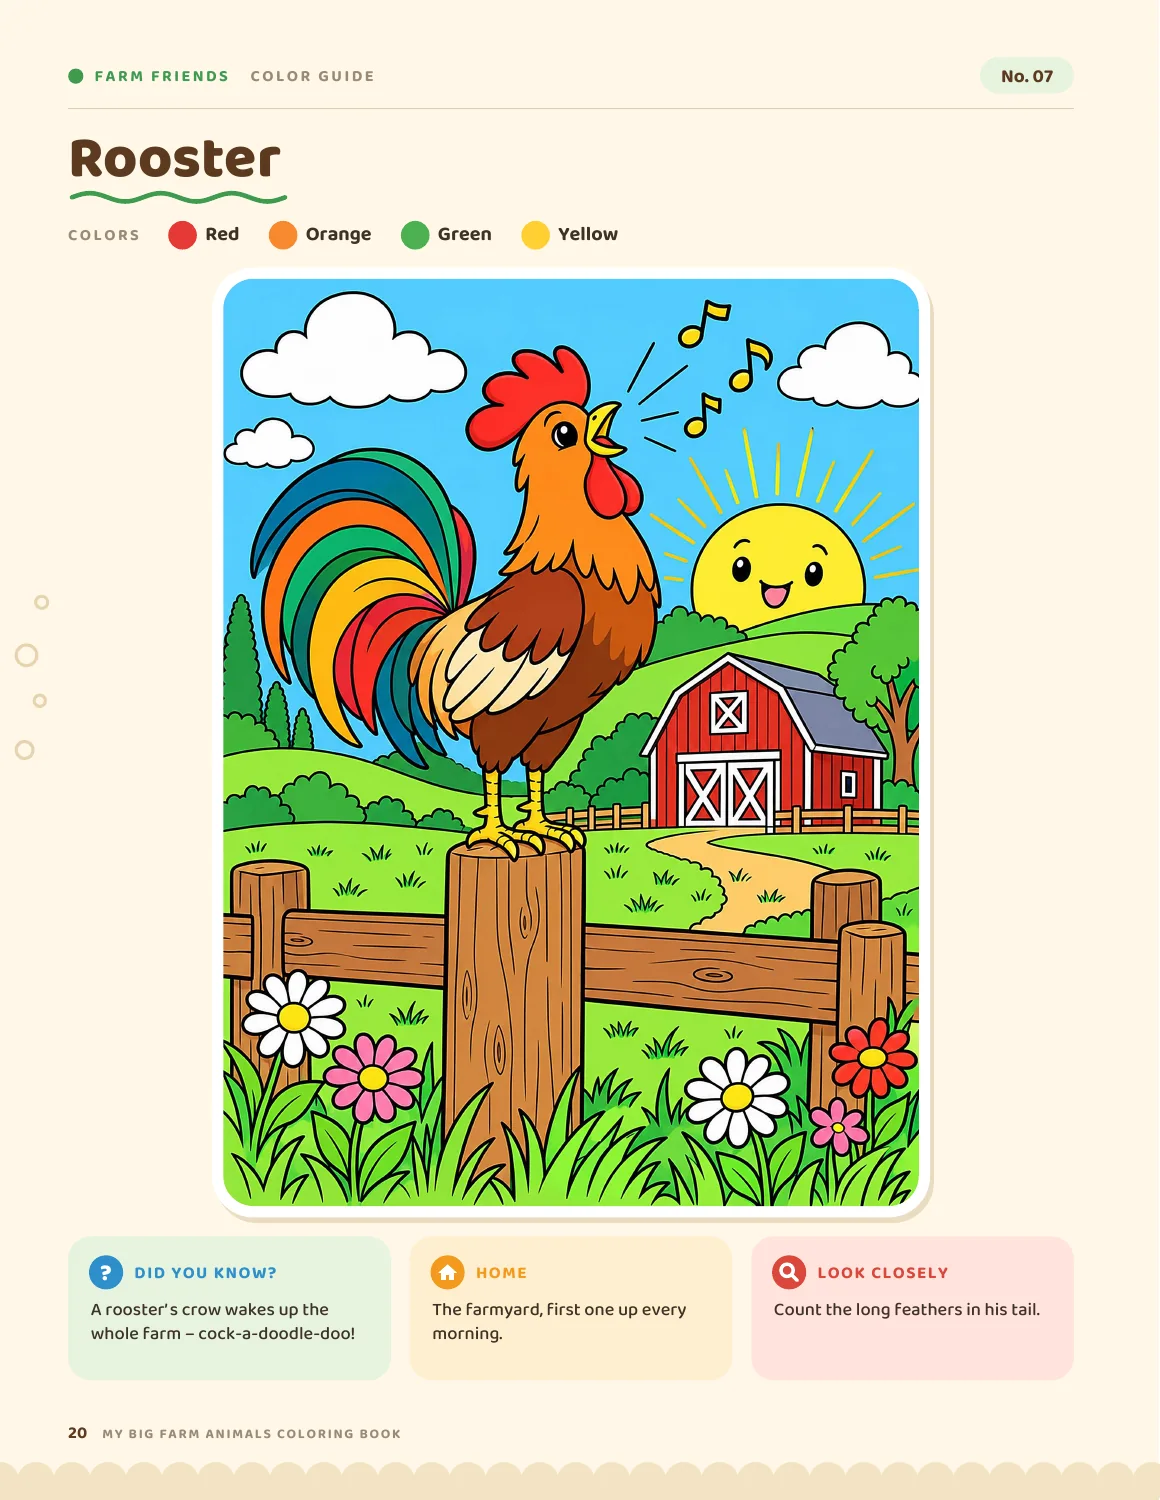 FARM FRIENDS COLOR GUIDE
No. 07
Rooster
COLORS Red Orange Green Yellow
? DID YOU KNOW?
A rooster's crow wakes up the
whole farm – cock-a-doodle-doo!
HOME
The farmyard, first one up every
morning.
LOOK CLOSELY
Count the long feathers in his tail.
20 MY BIG FARM ANIMALS COLORING BOOK